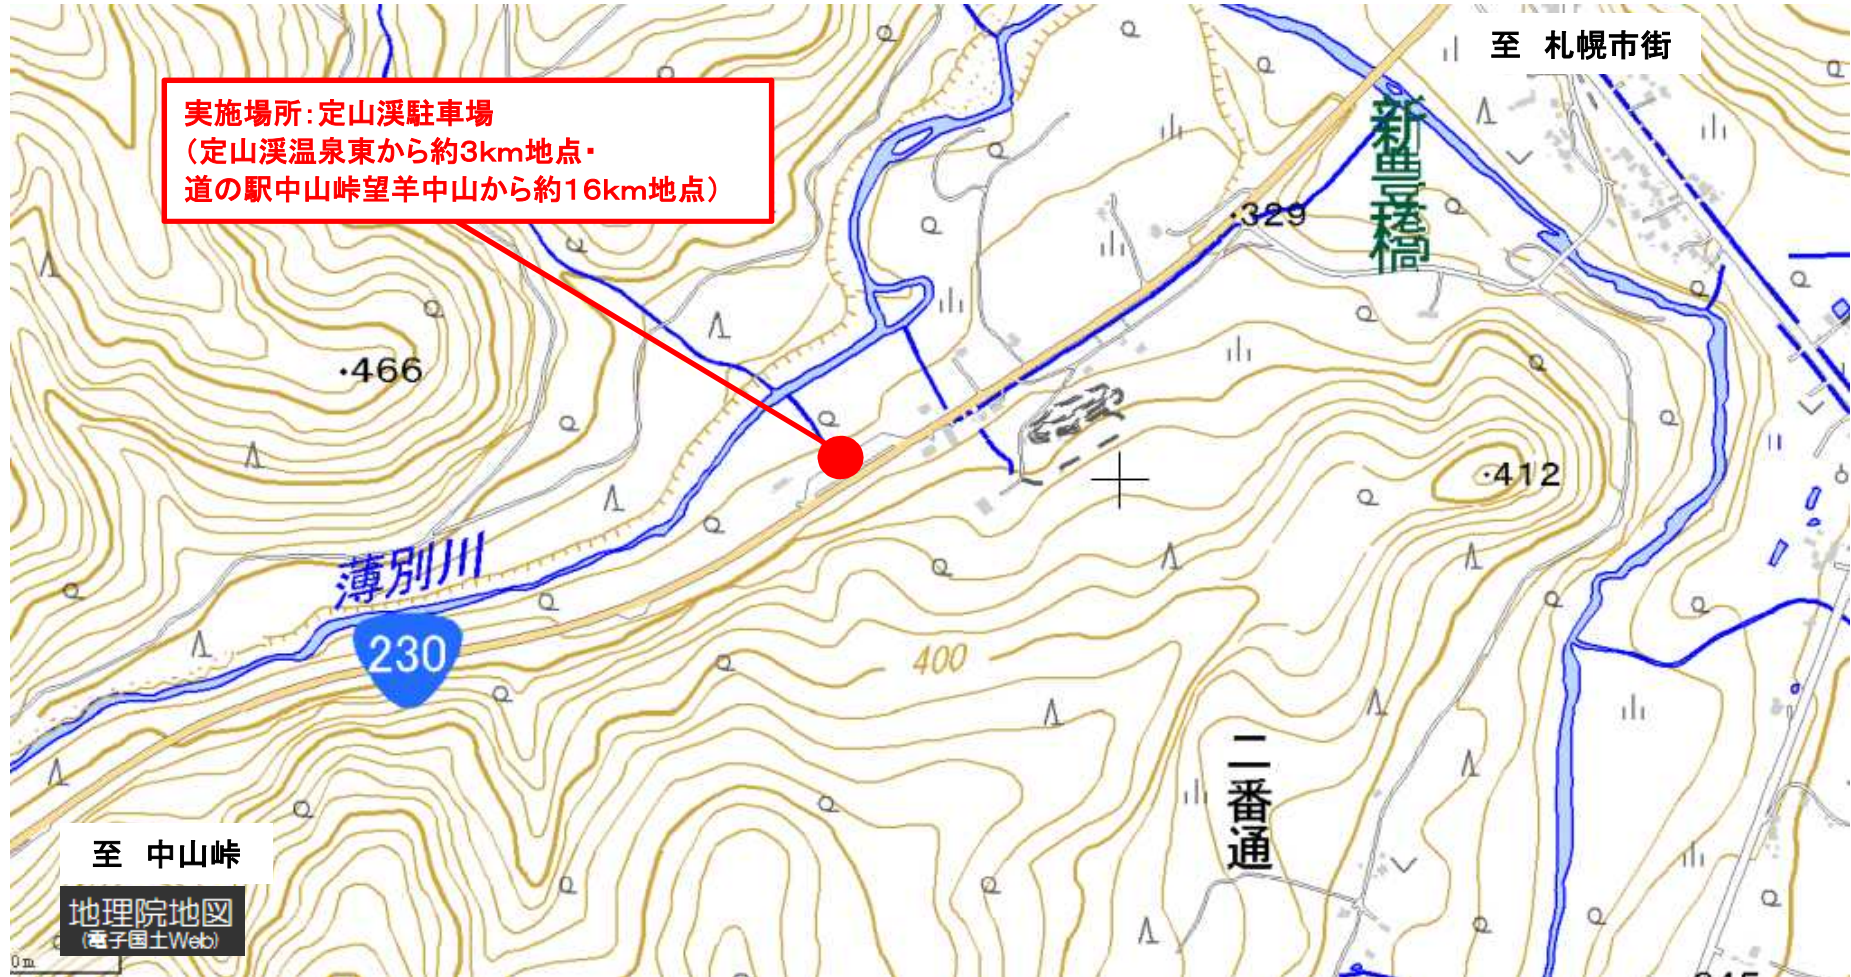 至　札幌市街
実施場所：定山渓駐車場
（定山渓温泉東から約3km地点・
道の駅中山峠望羊中山から約16km地点）
新豊橋
329
466
412
薄別川
230
400
二番通
至　中山峠
地理院地図
(電子国土Web)
0m